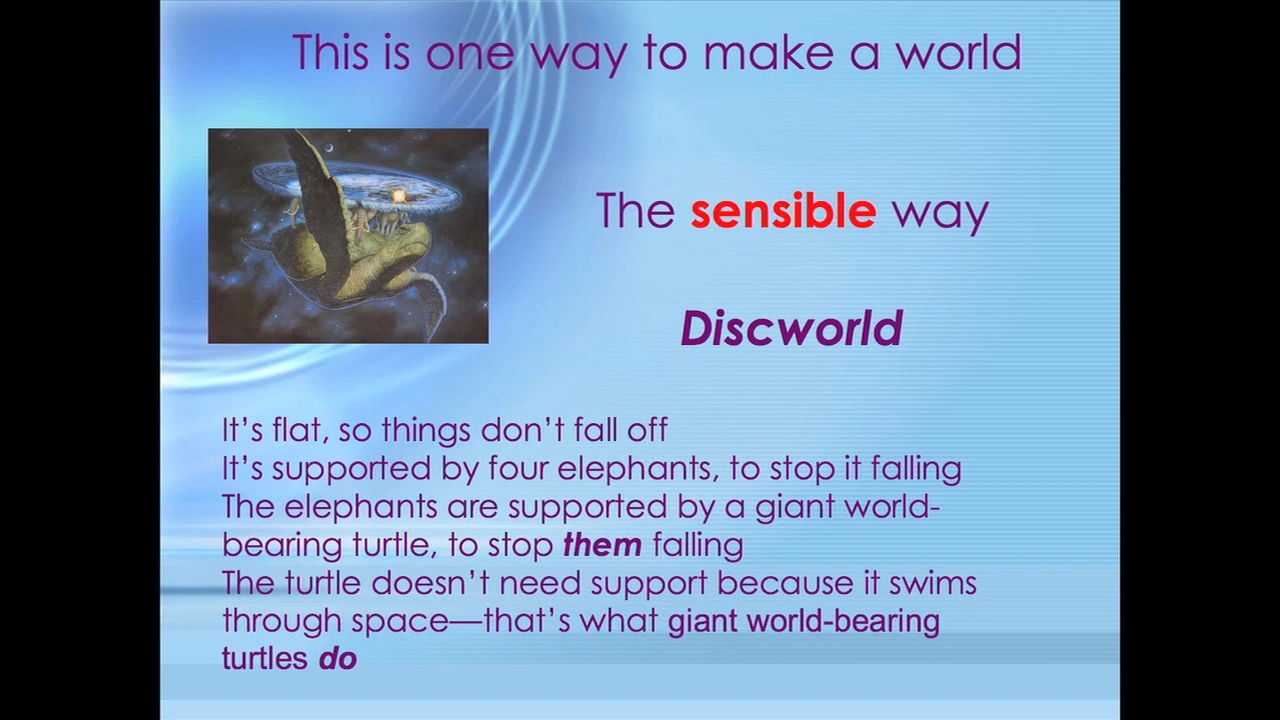 This is one way to make a world
The sensible way
Discworld
It’s flat, so things don’t fall off
It’s supported by four elephants, to stop it falling
The elephants are supported by a giant world-
bearing turtle, to stop them falling
The turtle doesn’t need support because it swims
through space—that’s what giant world-bearing
turtles do